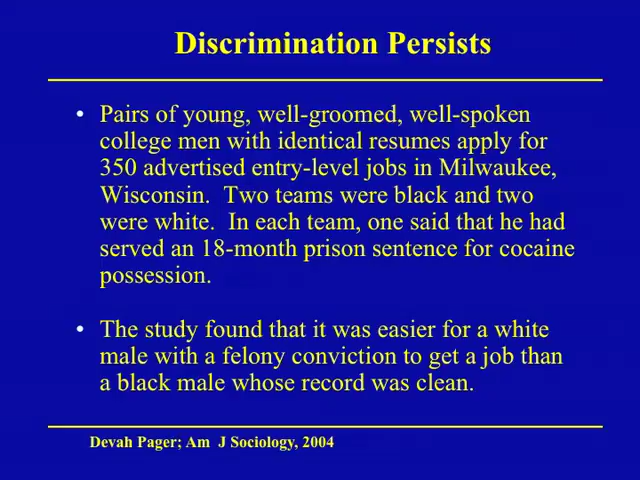 Discrimination Persists
• Pairs of young, well-groomed, well-spoken
college men with identical resumes apply for
350 advertised entry-level jobs in Milwaukee,
Wisconsin.  Two teams were black and two
were white.  In each team, one said that he had
served an 18-month prison sentence for cocaine
possession.
• The study found that it was easier for a white
male with a felony conviction to get a job than
a black male whose record was clean.
Devah Pager; Am  J Sociology, 2004